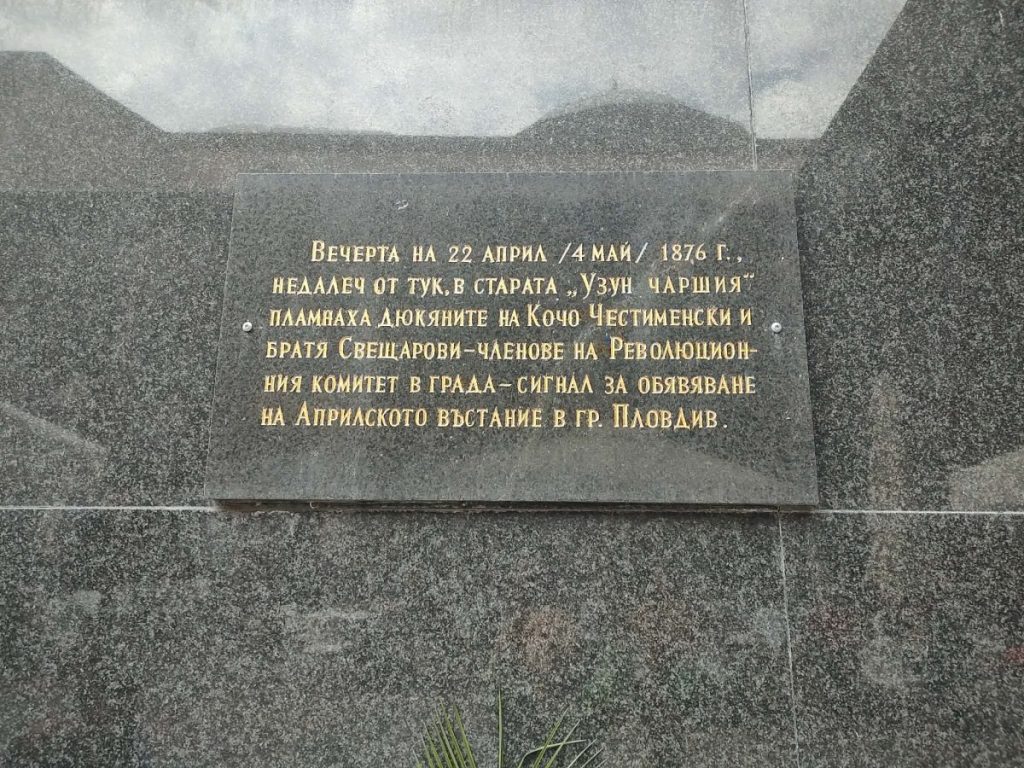 Вечерта на 22 април /4 май/ 1876 г.,
недалеч от тук, в старата „Узун чаршия“
пламнаха дюкяните на Кочо Честименски и
братя Свещарови – членове на Революцион-
ния комитет в града – сигнал за обявяване
на Априлското въстание в гр. Пловдив.